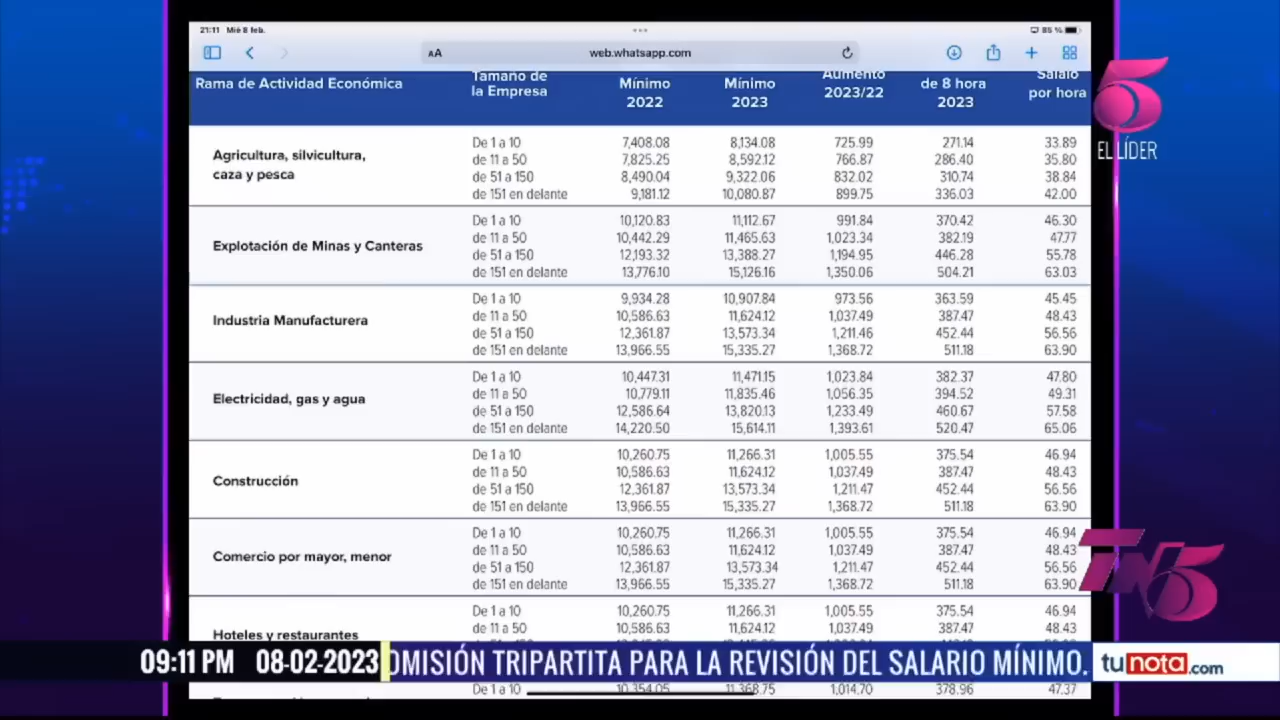 21:11 Mié 8 feb.
85 %
AA
web.whatsapp.com
Rama de Actividad Económica
Tamaño de
la Empresa
Mínimo
2022
Mínimo
2023
Aumento
2023/22
de 8 hora
2023
Salaio
por hora
EL LÍDER
Agricultura, silvicultura,
caza y pesca
De 1 a 10 7,408.08 8,134.08 725.99 271.14 33.89
de 11 a 50 7,825.25 8,592.12 766.87 286.40 35.80
de 51 a 150 8,490.04 9,322.06 832.02 310.74 38.84
de 151 en delante 9,181.12 10,080.87 899.75 336.03 42.00
Explotación de Minas y Canteras
De 1 a 10 10,120.83 11,112.67 991.84 370.42 46.30
de 11 a 50 10,442.29 11,465.63 1,023.34 382.19 47.77
de 51 a 150 12,193.32 13,388.27 1,194.95 446.28 55.78
de 151 en delante 13,776.10 15,126.16 1,350.06 504.21 63.03
Industria Manufacturera
De 1 a 10 9,934.28 10,907.84 973.56 363.59 45.45
de 11 a 50 10,586.63 11,624.12 1,037.49 387.47 48.43
de 51 a 150 12,361.87 13,573.34 1,211.46 452.44 56.56
de 151 en delante 13,966.55 15,335.27 1,368.72 511.18 63.90
Electricidad, gas y agua
De 1 a 10 10,447.31 11,471.15 1,023.84 382.37 47.80
de 11 a 50 10,779.11 11,835.46 1,056.35 394.52 49.31
de 51 a 150 12,586.64 13,820.13 1,233.49 460.67 57.58
de 151 en delante 14,220.50 15,614.11 1,393.61 520.47 65.06
Construcción
De 1 a 10 10,260.75 11,266.31 1,005.55 375.54 46.94
de 11 a 50 10,586.63 11,624.12 1,037.49 387.47 48.43
de 51 a 150 12,361.87 13,573.34 1,211.47 452.44 56.56
de 151 en delante 13,966.55 15,335.27 1,368.72 511.18 63.90
Comercio por mayor, menor
De 1 a 10 10,260.75 11,266.31 1,005.55 375.54 46.94
de 11 a 50 10,586.63 11,624.12 1,037.49 387.47 48.43
de 51 a 150 12,361.87 13,573.34 1,211.47 452.44 56.56
de 151 en delante 13,966.55 15,335.27 1,368.72 511.18 63.90
TN5
Hoteles y restaurantes
De 1 a 10 10,260.75 11,266.31 1,005.55 375.54 46.94
de 11 a 50 10,586.63 11,624.12 1,037.49 387.47 48.43
09:11 PM 08-02-2023 OMISIÓN TRIPARTITA PARA LA REVISIÓN DEL SALARIO MÍNIMO. tunota.com
De 1 a 10 10,354.05 11,368.75 1,014.70 378.96 47.37